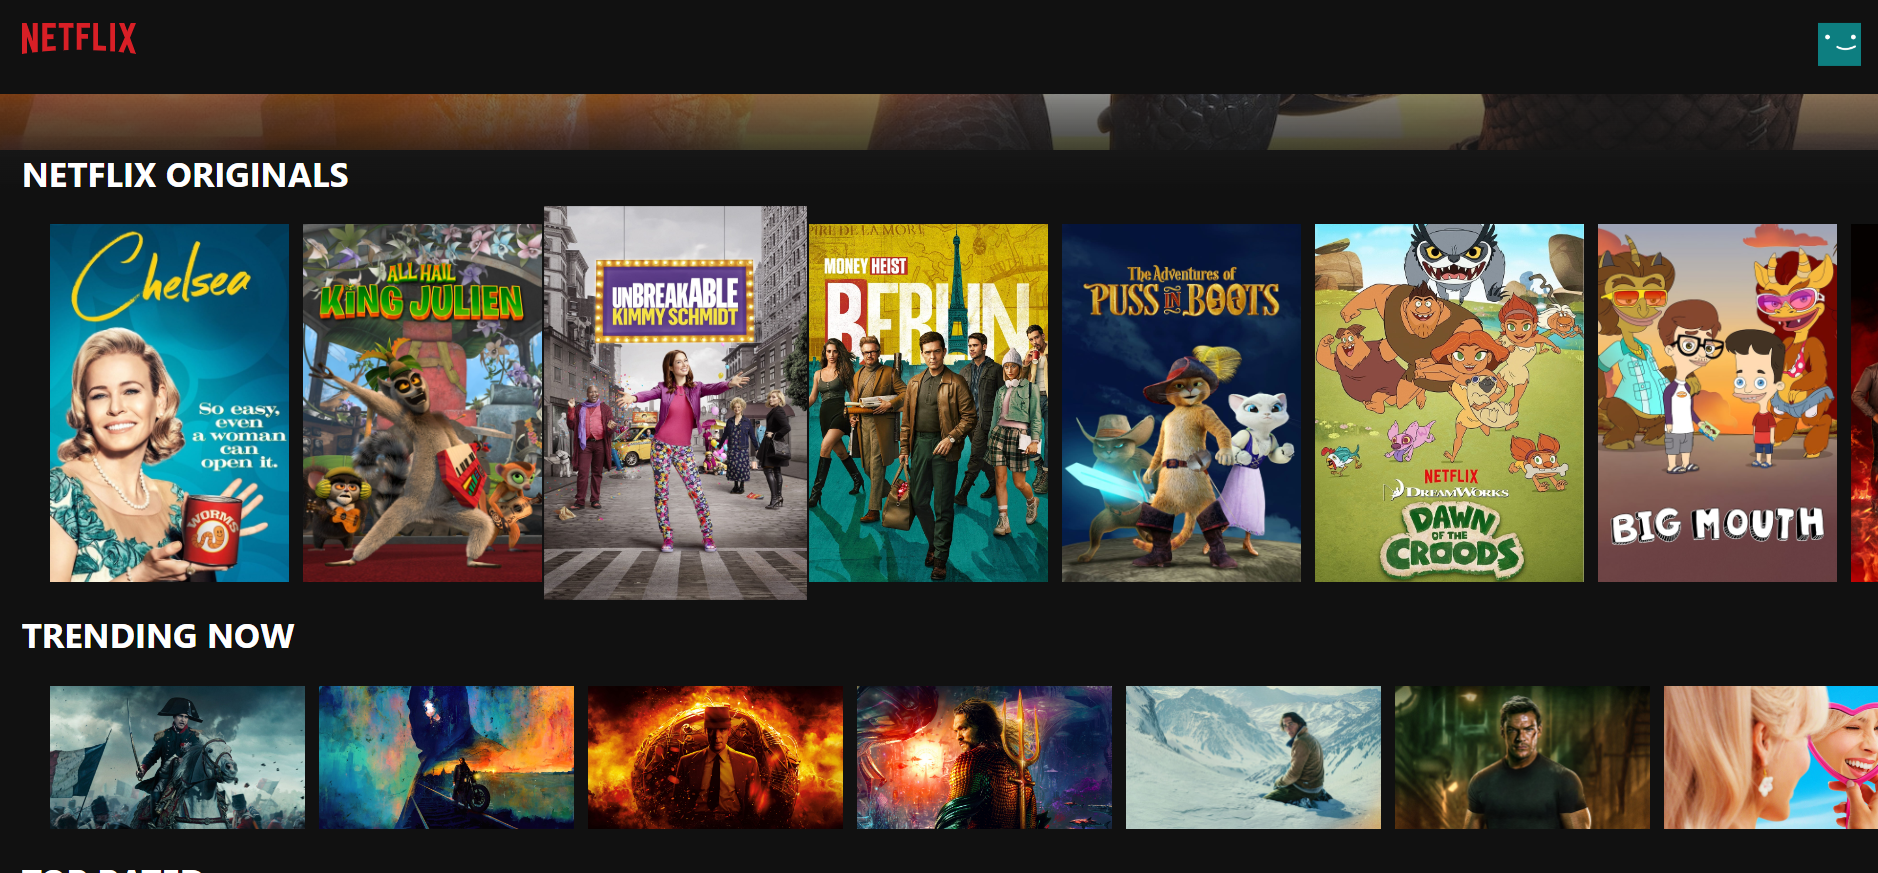 NETFLIX
NETFLIX ORIGINALS
Chelsea
So easy,
even
a woman
can
open it.
WORMS
ALL HAIL
KING JULIEN
UNBREAKABLE
KIMMY SCHMIDT
MONEY HEIST
BERLIN
The Adventures of
PUSS IN BOOTS
NETFLIX
DREAMWORKS
DAWN
OF THE
CROODS
BIG MOUTH
TRENDING NOW
TOP RATED